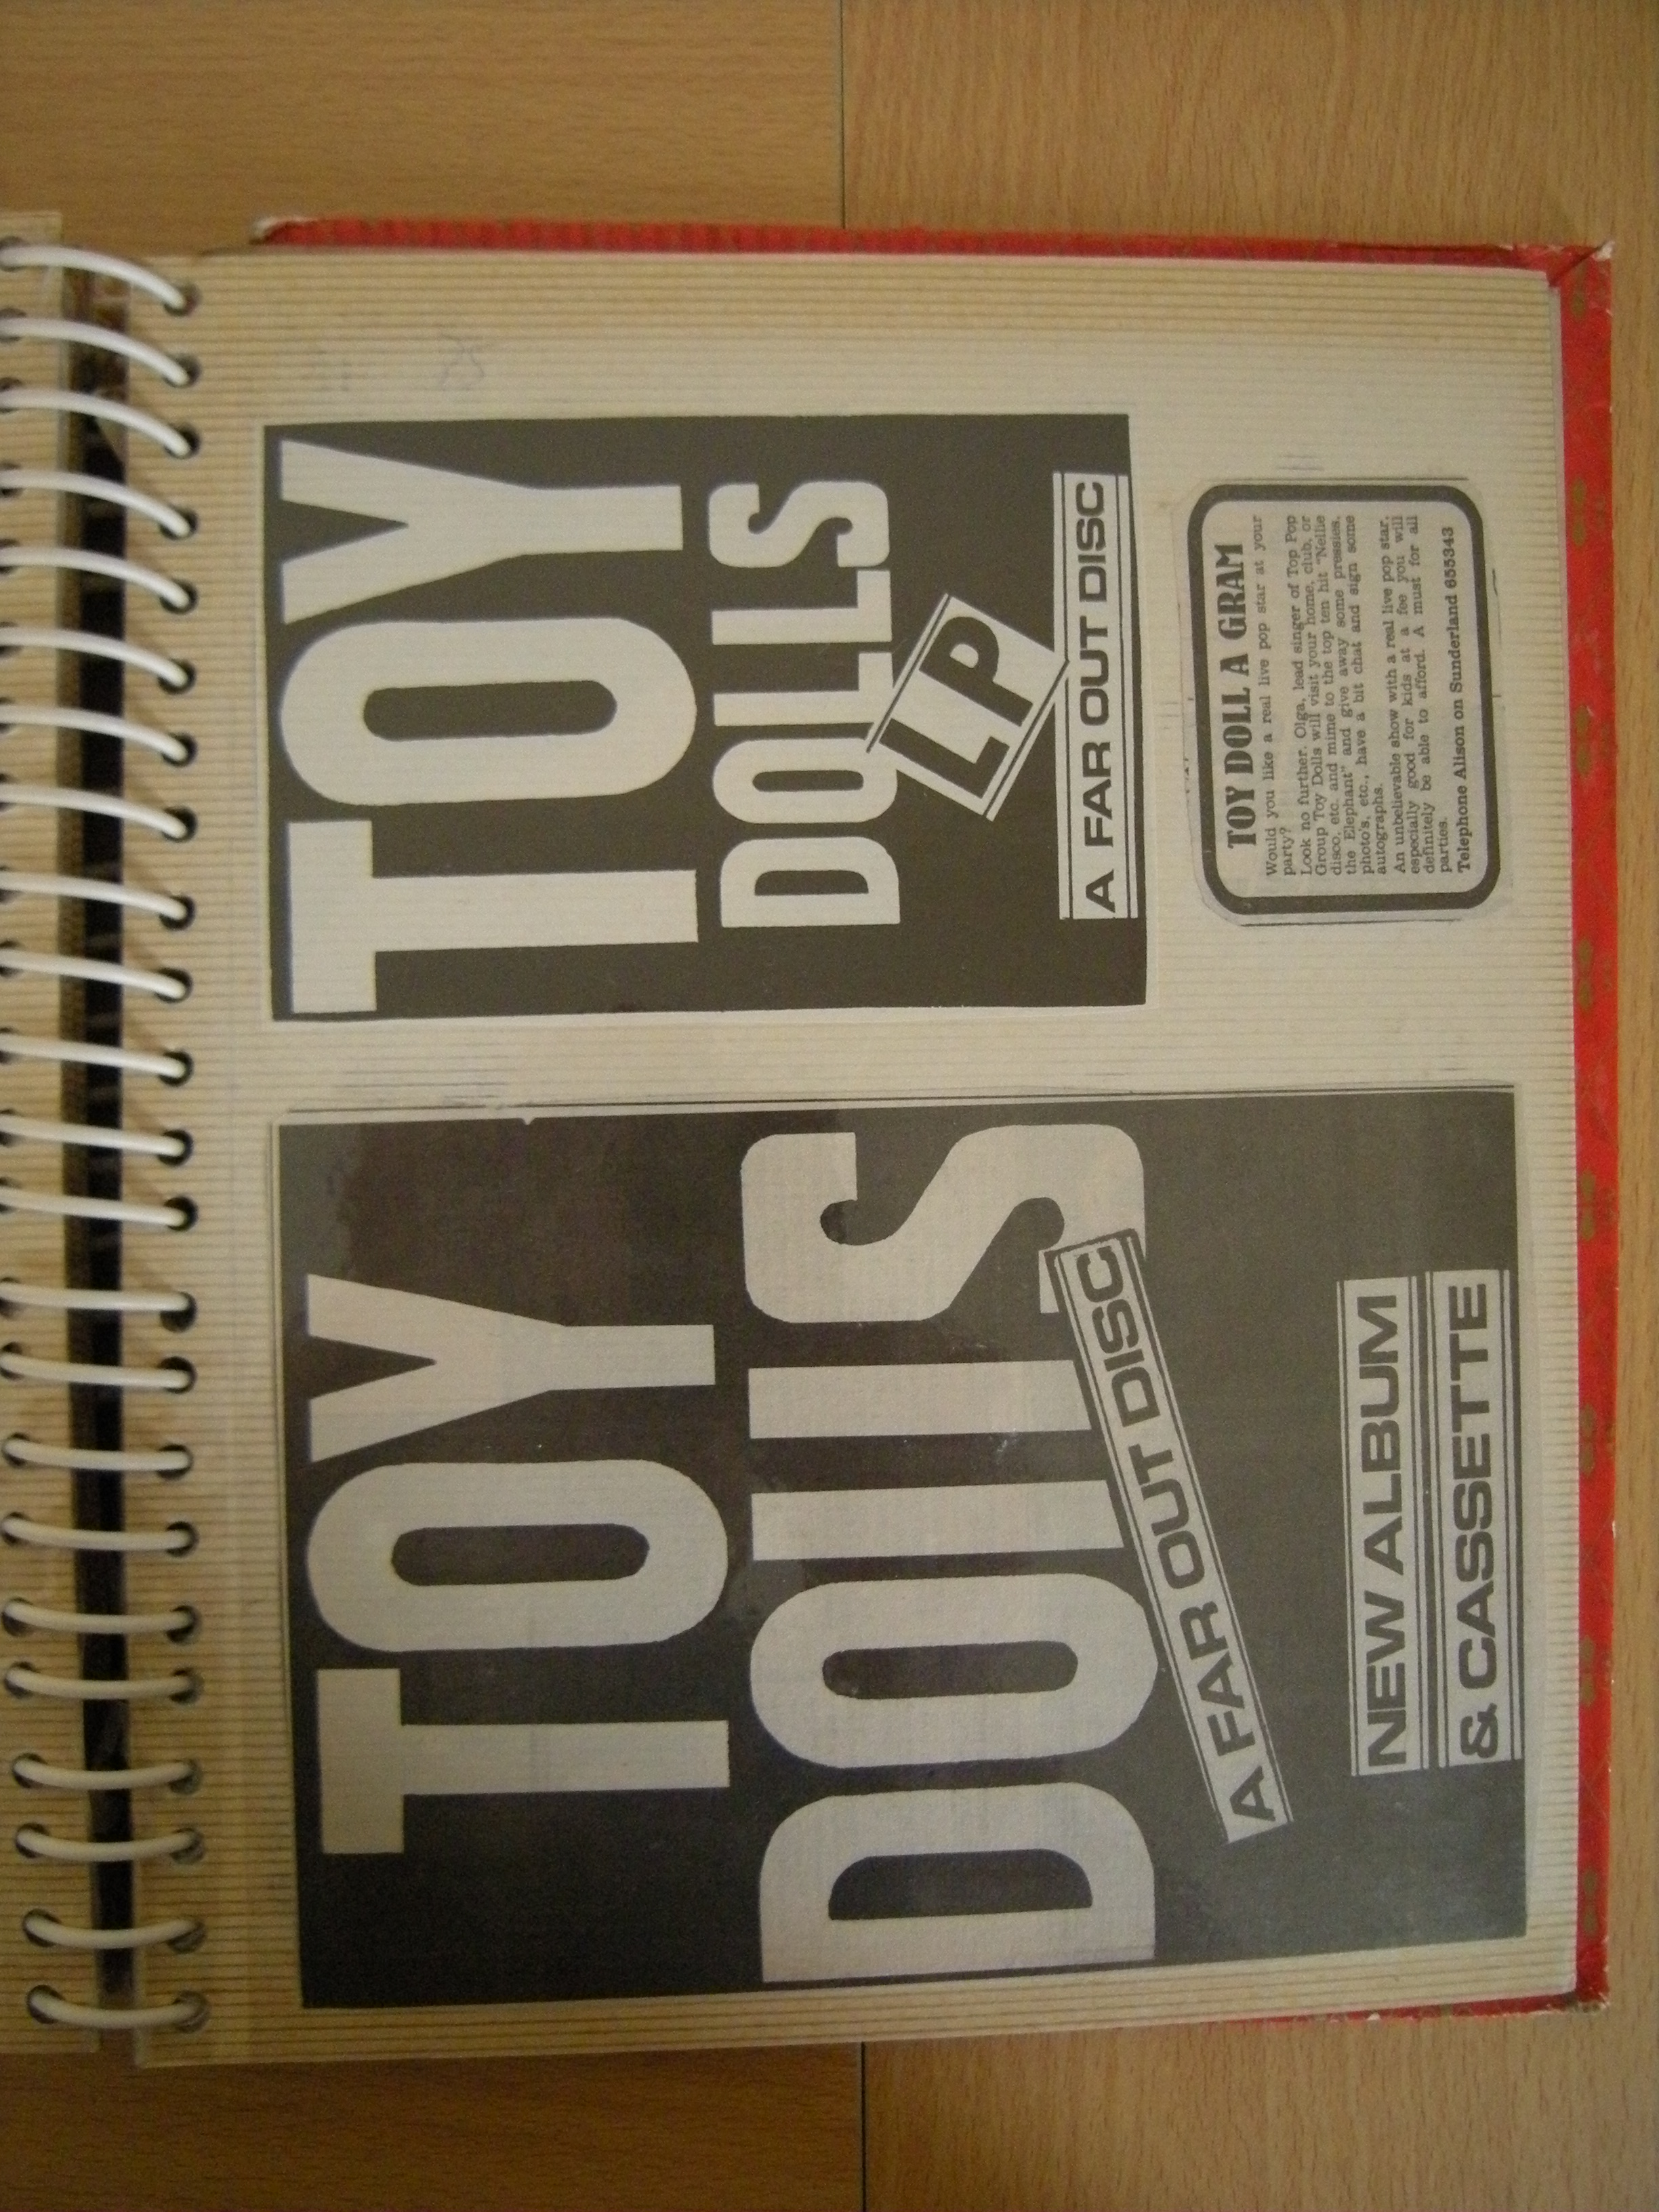 TOY
DOLLS
A FAR OUT DISC
NEW ALBUM
& CASSETTE
TOY
DOLLS
LP
A FAR OUT DISC
TOY DOLL A GRAM
Would you like a real live pop star at your
party?
Look no further. Olga, lead singer of Top Pop
Group Toy Dolls will visit your home, club, or
disco, etc. and mime to the top ten hit "Nellie
the Elephant" and give away some pressies,
photo's, etc., have a bit chat and sign some
autographs.
An unbelievable show with a real live pop star,
especially good for kids at a fee you will
definitely be able to afford. A must for all
parties.
Telephone Alison on Sunderland 655343